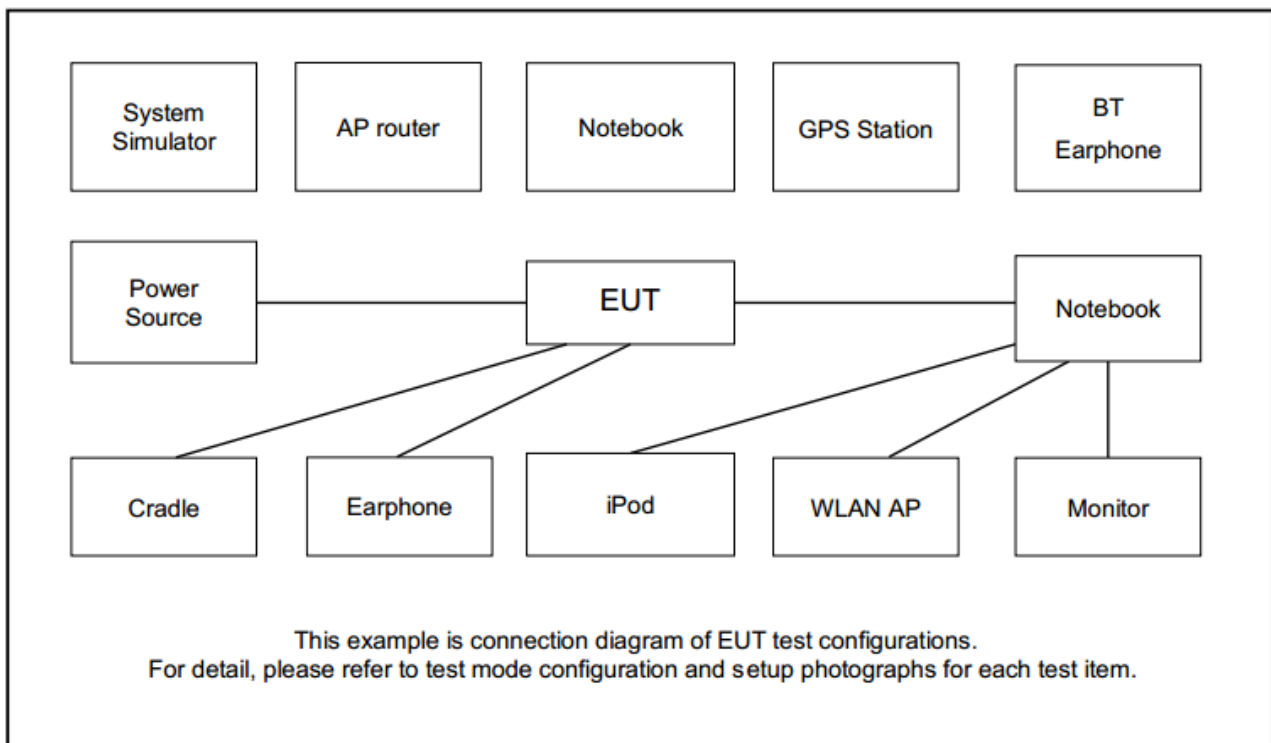 System
Simulator
AP router
Notebook
GPS Station
BT
Earphone
Power
Source
EUT
Notebook
Cradle
Earphone
iPod
WLAN AP
Monitor
This example is connection diagram of EUT test configurations.
For detail, please refer to test mode configuration and setup photographs for each test item.